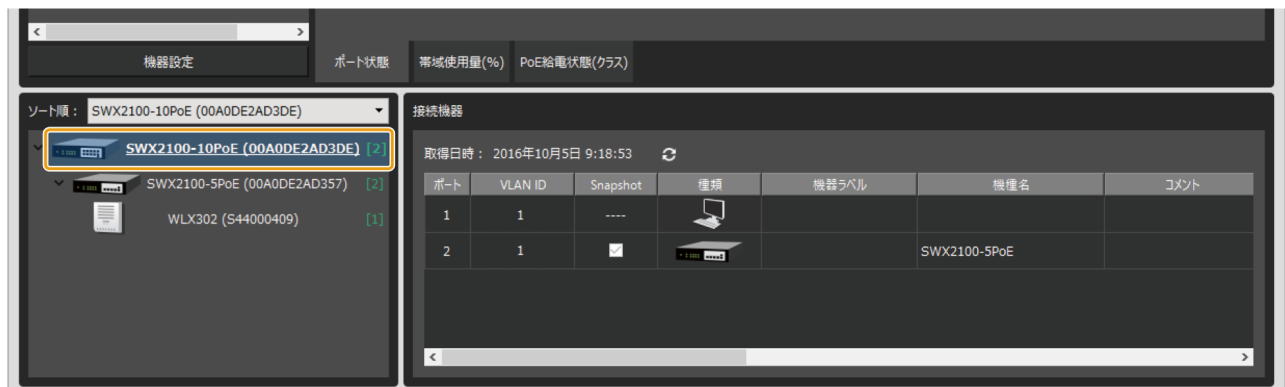 機器設定 ポート状態 帯域使用量(%) PoE給電状態(クラス)
ソート順： SWX2100-10PoE (00A0DE2AD3DE)
SWX2100-10PoE (00A0DE2AD3DE) [2]
SWX2100-5PoE (00A0DE2AD357) [2]
WLX302 (S44000409) [1]
接続機器
取得日時： 2016年10月5日 9:18:53
ポート VLAN ID Snapshot 種類 機器ラベル 機種名 コメント
1 1 ----
2 1 SWX2100-5PoE